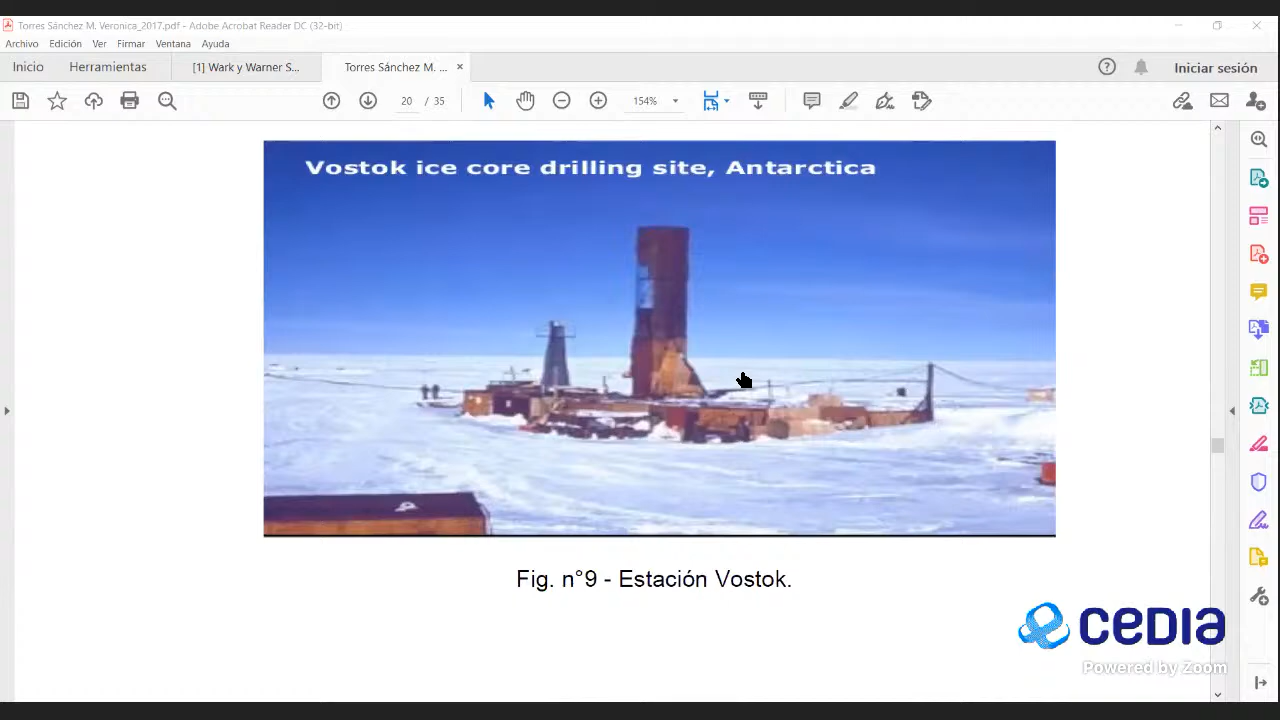 Torres Sánchez M. Veronica_2017.pdf - Adobe Acrobat Reader DC (32-bit)
Archivo Edición Ver Firmar Ventana Ayuda
Inicio Herramientas [1] Wark y Warner S... Torres Sánchez M. ... × Iniciar sesión
20 / 35 154%
Vostok ice core drilling site, Antarctica
Fig. n°9 - Estación Vostok.
cedia
Powered by Zoom